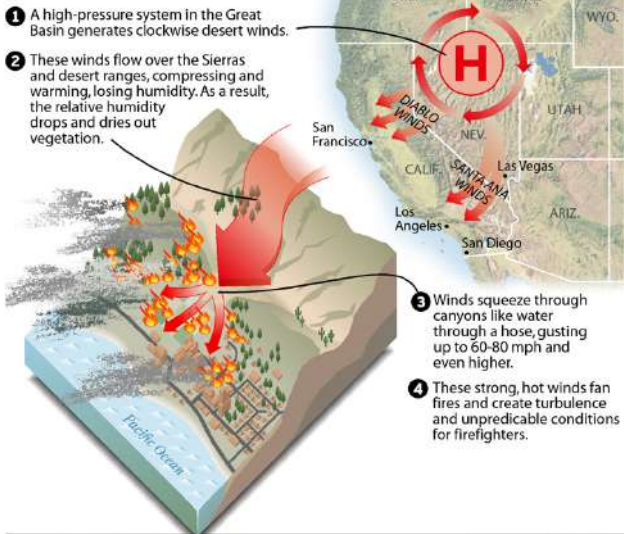 1 A high-pressure system in the Great
Basin generates clockwise desert winds.
2 These winds flow over the Sierras
and desert ranges, compressing and
warming, losing humidity. As a result,
the relative humidity
drops and dries out
vegetation.
WYO.
H
UTAH
DIABLO
WINDS
NEV.
San
Francisco
CALIF.
SANTA ANA
WINDS
Las Vegas
ARIZ.
Los
Angeles
San Diego
3 Winds squeeze through
canyons like water
through a hose, gusting
up to 60-80 mph and
even higher.
4 These strong, hot winds fan
fires and create turbulence
and unpredicable conditions
for firefighters.
Pacific Ocean